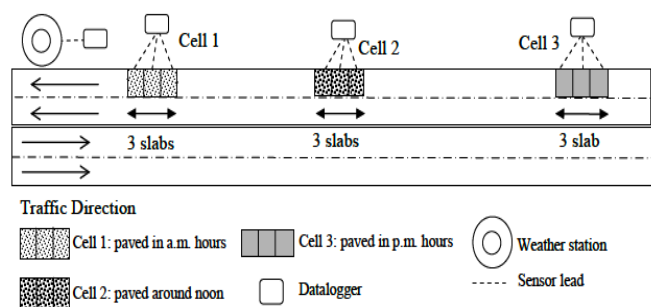 Cell 1
Cell 2
Cell 3
3 slabs
3 slabs
3 slab
Traffic Direction
Cell 1: paved in a.m. hours
Cell 3: paved in p.m. hours
Weather station
Cell 2: paved around noon
Datalogger
Sensor lead